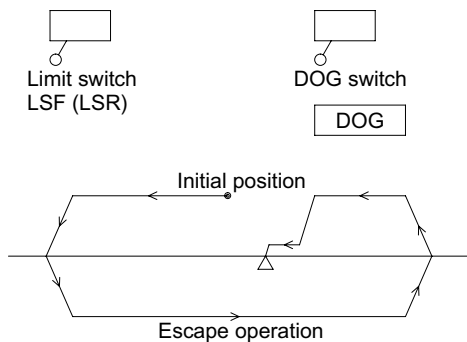 Limit switch
LSF (LSR)
DOG switch
DOG
Initial position
Escape operation